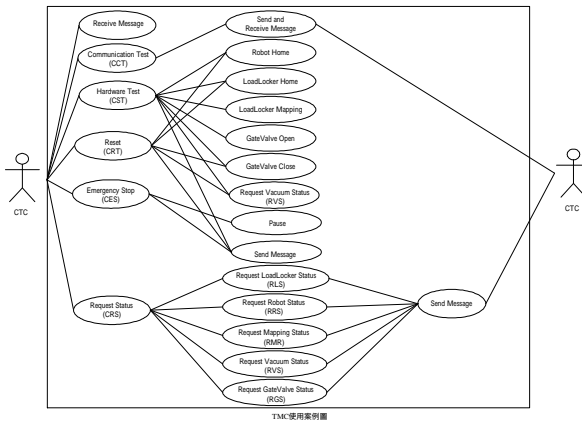 Receive Message
Communication Test
(CCT)
Hardware Test
(CST)
Reset
(CRT)
Emergency Stop
(CES)
Request Status
(CRS)
CTC
Send and
Receive Message
Robot Home
LoadLocker Home
LoadLocker Mapping
GateValve Open
GateValve Close
Request Vacuum Status
(RVS)
Pause
Send Message
Request LoadLocker Status
(RLS)
Request Robot Status
(RRS)
Request Mapping Status
(RMR)
Request Vacuum Status
(RVS)
Request GateValve Status
(RGS)
Send Message
CTC
TMC使用案例圖